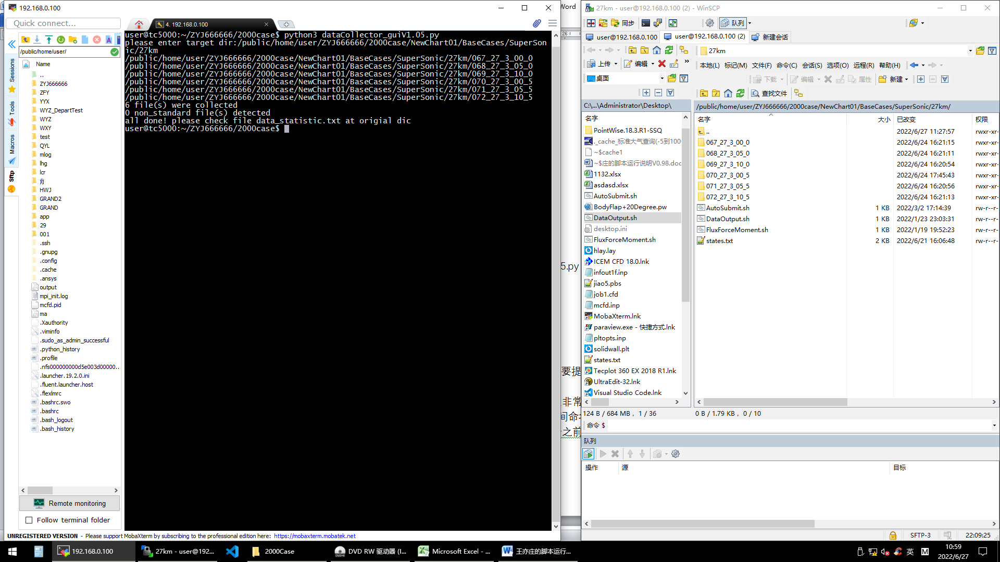 192.168.0.100
Word
Quick connect...
4. 192.168.0.100
/public/home/user/
Name
..
ZYJ666666
ZFY
YYX
WYZ_DepartTest
WYZ
WXY
test
QYL
mlog
lhg
lcr
jlj
HWJ
GRAND2
GRAND
app
29
001
.ssh
.gnupg
.config
.cache
.ansys
output
mpi_init.log
mcfd.pid
ma
.Xauthority
.viminfo
.sudo_as_admin_successful
.python_history
.profile
.nfs000000000d5e003d00000...
.launcher.19.2.0.ini
.fluent.launcher.host
.flexlmrc
.bashrc.swo
.bashrc
.bash_logout
.bash_history
Sessions
Tools
Macros
Sftp
Remote monitoring
Follow terminal folder
user@tc5000:~/ZYJ666666/2000case$ python3 dataCollector_guiV1.05.py
please enter target dir:/public/home/user/ZYJ666666/2000case/NewChart01/BaseCases/SuperSon
ic/27km
/public/home/user/ZYJ666666/2000case/NewChart01/BaseCases/SuperSonic/27km/067_27_3_00_0
/public/home/user/ZYJ666666/2000case/NewChart01/BaseCases/SuperSonic/27km/068_27_3_05_0
/public/home/user/ZYJ666666/2000case/NewChart01/BaseCases/SuperSonic/27km/069_27_3_10_0
/public/home/user/ZYJ666666/2000case/NewChart01/BaseCases/SuperSonic/27km/070_27_3_00_5
/public/home/user/ZYJ666666/2000case/NewChart01/BaseCases/SuperSonic/27km/071_27_3_05_5
/public/home/user/ZYJ666666/2000case/NewChart01/BaseCases/SuperSonic/27km/072_27_3_10_5
6 file(s) were collected
0 non_standard file(s) detected
all done! please check file data_statistic.txt at origial dic
user@tc5000:~/ZYJ666666/2000case$
UNREGISTERED VERSION - Please support MobaXterm by subscribing to the professional edition here: https://mobaxterm.mobatek.net
26
5.py
要提
非常
间命
之前
27km - user@192.168.0.100 (2) - WinSCP
同步
队列
user@192.168.0.100
user@192.168.0.100 (2)
新建会话
27km
上传
编辑
»
本地(L) 标记(M) 文件(F) 命令(C) 会话(S) 选项(O) 远程(R) 帮助(H)
桌面
下载 编辑 属性 新建
查找文件
C:\...\Administrator\Desktop\
名字
PointWise.18.3.R1-SSQ
._cache_标准大气查询(-5到100
~$cache1
~$庄的脚本运行说明V0.98.doc
1132.xlsx
asdasd.xlsx
AutoSubmit.sh
BodyFlap+20Degree.pw
DataOutput.sh
desktop.ini
FluxForceMoment.sh
hlay.lay
ICEM CFD 18.0.lnk
infout1f.inp
jiao5.pbs
job1.cfd
mcfd.inp
MobaXterm.lnk
paraview.exe - 快捷方式.lnk
pltopts.inp
solidwall.plt
states.txt
Tecplot 360 EX 2018 R1.lnk
UltraEdit-32.lnk
Visual Studio Code.lnk
/public/home/user/ZYJ666666/2000case/NewChart01/BaseCases/SuperSonic/27km/
名字 大小 已改变 权限
.. 2022/6/27 11:27:57 rwxr-xr-
067_27_3_00_0 2022/6/24 16:21:15 rwxr-xr-
068_27_3_05_0 2022/6/24 16:21:11 rwxr-xr-
069_27_3_10_0 2022/6/24 16:20:54 rwxr-xr-
070_27_3_00_5 2022/6/24 17:45:43 rwxr-xr-
071_27_3_05_5 2022/6/24 16:20:56 rwxr-xr-
072_27_3_10_5 2022/6/24 16:21:13 rwxr-xr-
AutoSubmit.sh 1 KB 2022/3/2 17:14:39 rw-r--r-
DataOutput.sh 1 KB 2022/1/23 23:03:31 rw-r--r-
FluxForceMoment.sh 1 KB 2022/1/19 19:52:23 rw-r--r-
states.txt 2 KB 2022/6/21 16:06:48 rw-r--r-
124 B / 684 MB， 1 / 36
0 B / 1.79 KB， 0 / 10
命令 $
队列
操作 源 目标
SFTP-3 22:09:25
192.168.0.100
27km - user@192...
2000Case
DVD RW 驱动器 (I...
Microsoft Excel - ...
王亦庄的脚本运行...
英
M
10:59
2022/6/27